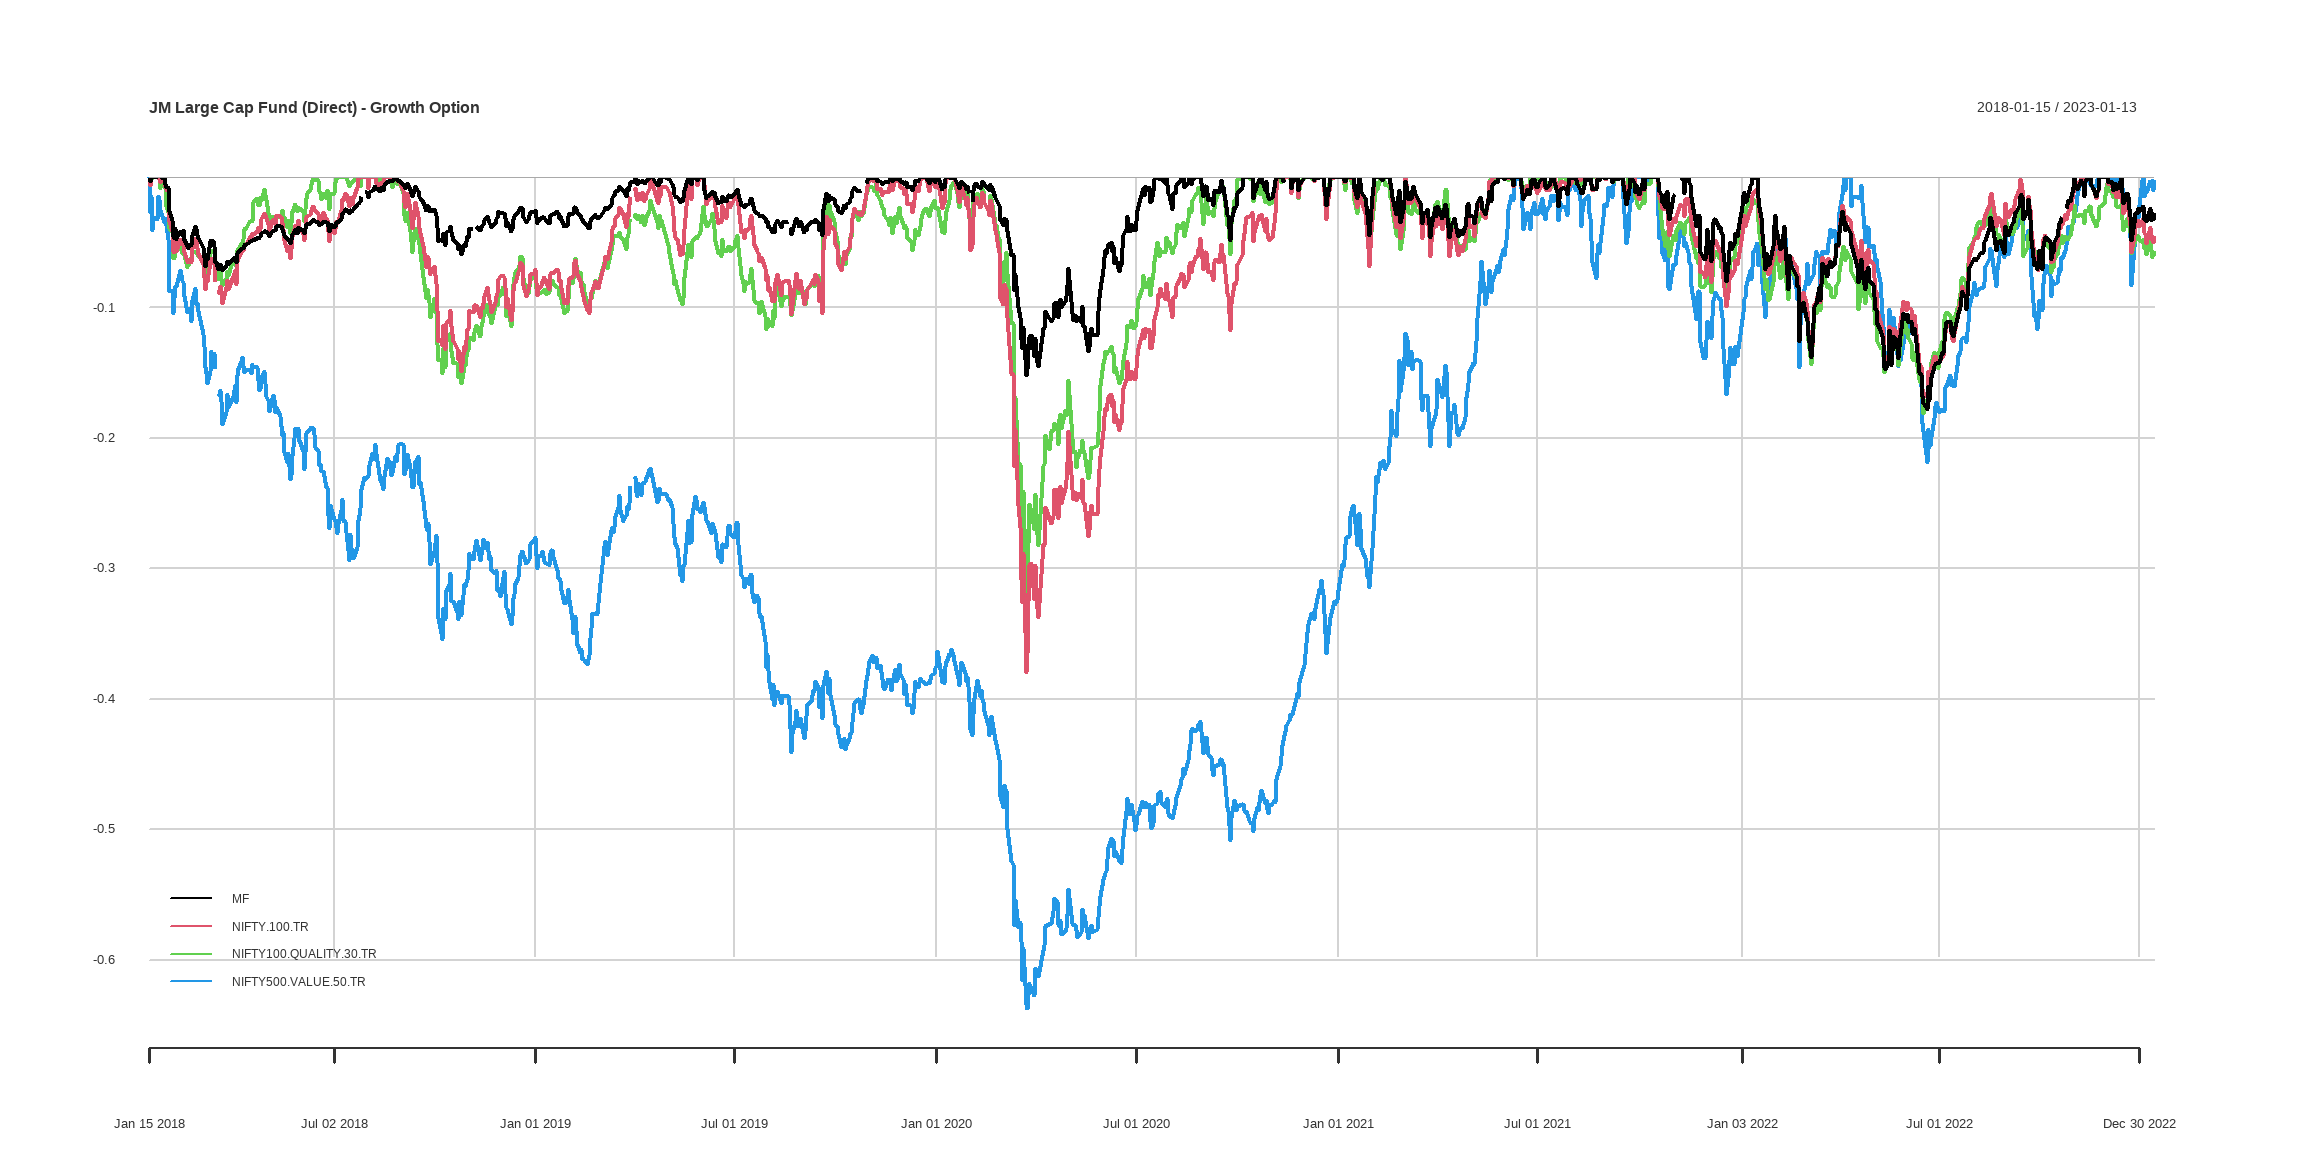 JM Large Cap Fund (Direct) - Growth Option
2018-01-15 / 2023-01-13
-0.1
-0.2
-0.3
-0.4
-0.5
-0.6
MF
NIFTY.100.TR
NIFTY100.QUALITY.30.TR
NIFTY500.VALUE.50.TR
Jan 15 2018 Jul 02 2018 Jan 01 2019 Jul 01 2019 Jan 01 2020 Jul 01 2020 Jan 01 2021 Jul 01 2021 Jan 03 2022 Jul 01 2022 Dec 30 2022